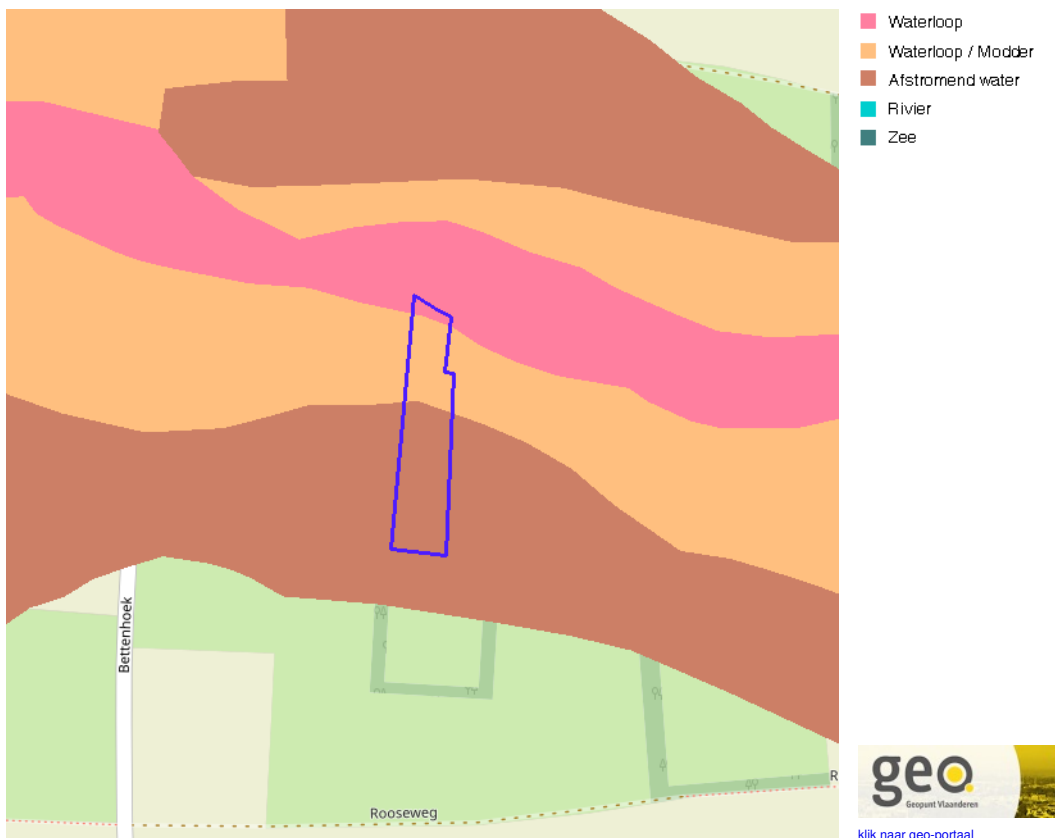 Waterloop
Waterloop / Modder
Afstromend water
Rivier
Zee
Bettenhoek
Rooseweg
R
geo.
Geopunt Vlaanderen
klik naar geo-portaal